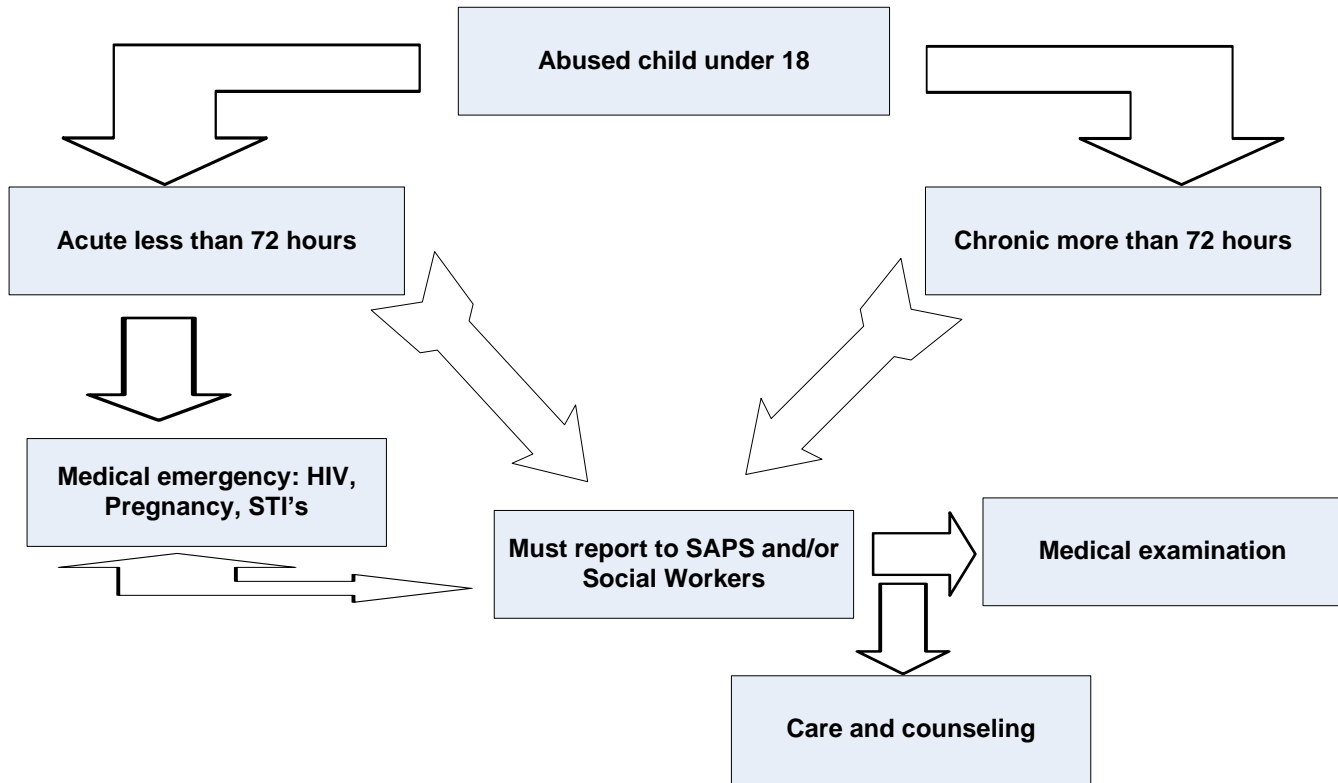 Abused child under 18
Acute less than 72 hours
Chronic more than 72 hours
Medical emergency: HIV,
Pregnancy, STI's
Must report to SAPS and/or
Social Workers
Medical examination
Care and counseling